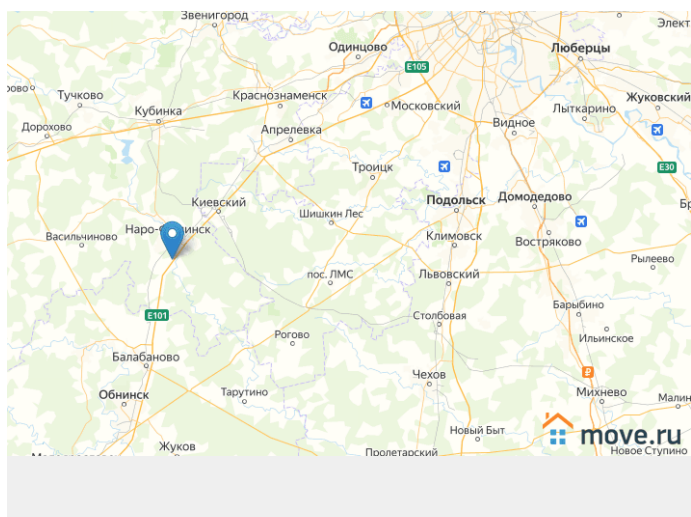 Звенигород
Элект
Одинцово
Люберцы
E105
Тучково
Краснознаменск
Жуковский
Кубинка
Московский
Лыткарино
Дорохово
Апрелевка
Видное
Троицк
E30
Киевский
Подольск
Домодедово
Шишкин Лес
Наро-
инск
Васильчиново
Климовск
Востряково
Рылеево
пос. ЛМС
Львовский
Барыбино
E101
Столбовая
Рогово
Ильинское
Балабаново
₽
Чехов
Обнинск
Тарутино
Михнево
Малин
Новый Быт
move.ru
Жуков
Пролетарский
Новое Ступино